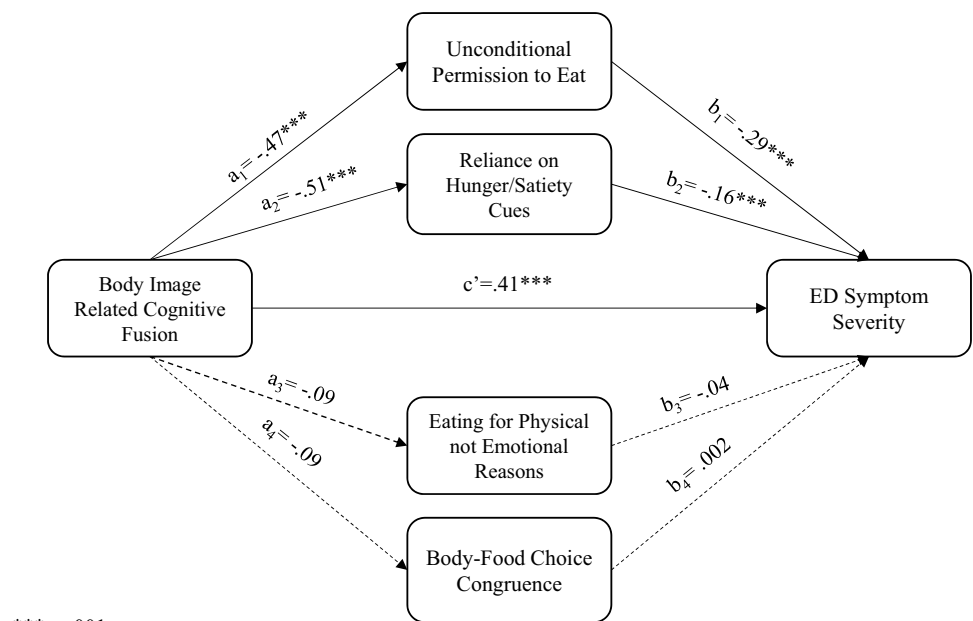 Unconditional
Permission to Eat
a₁= -.47***
b₁= -.29***
Reliance on
Hunger/Satiety
Cues
a₂= -.51***
b₂= -.16***
Body Image
Related Cognitive
Fusion
c’=.41***
ED Symptom
Severity
a₃= -.09
b₃= -.04
Eating for Physical
not Emotional
Reasons
a₄= -.09
b₄= .002
Body-Food Choice
Congruence